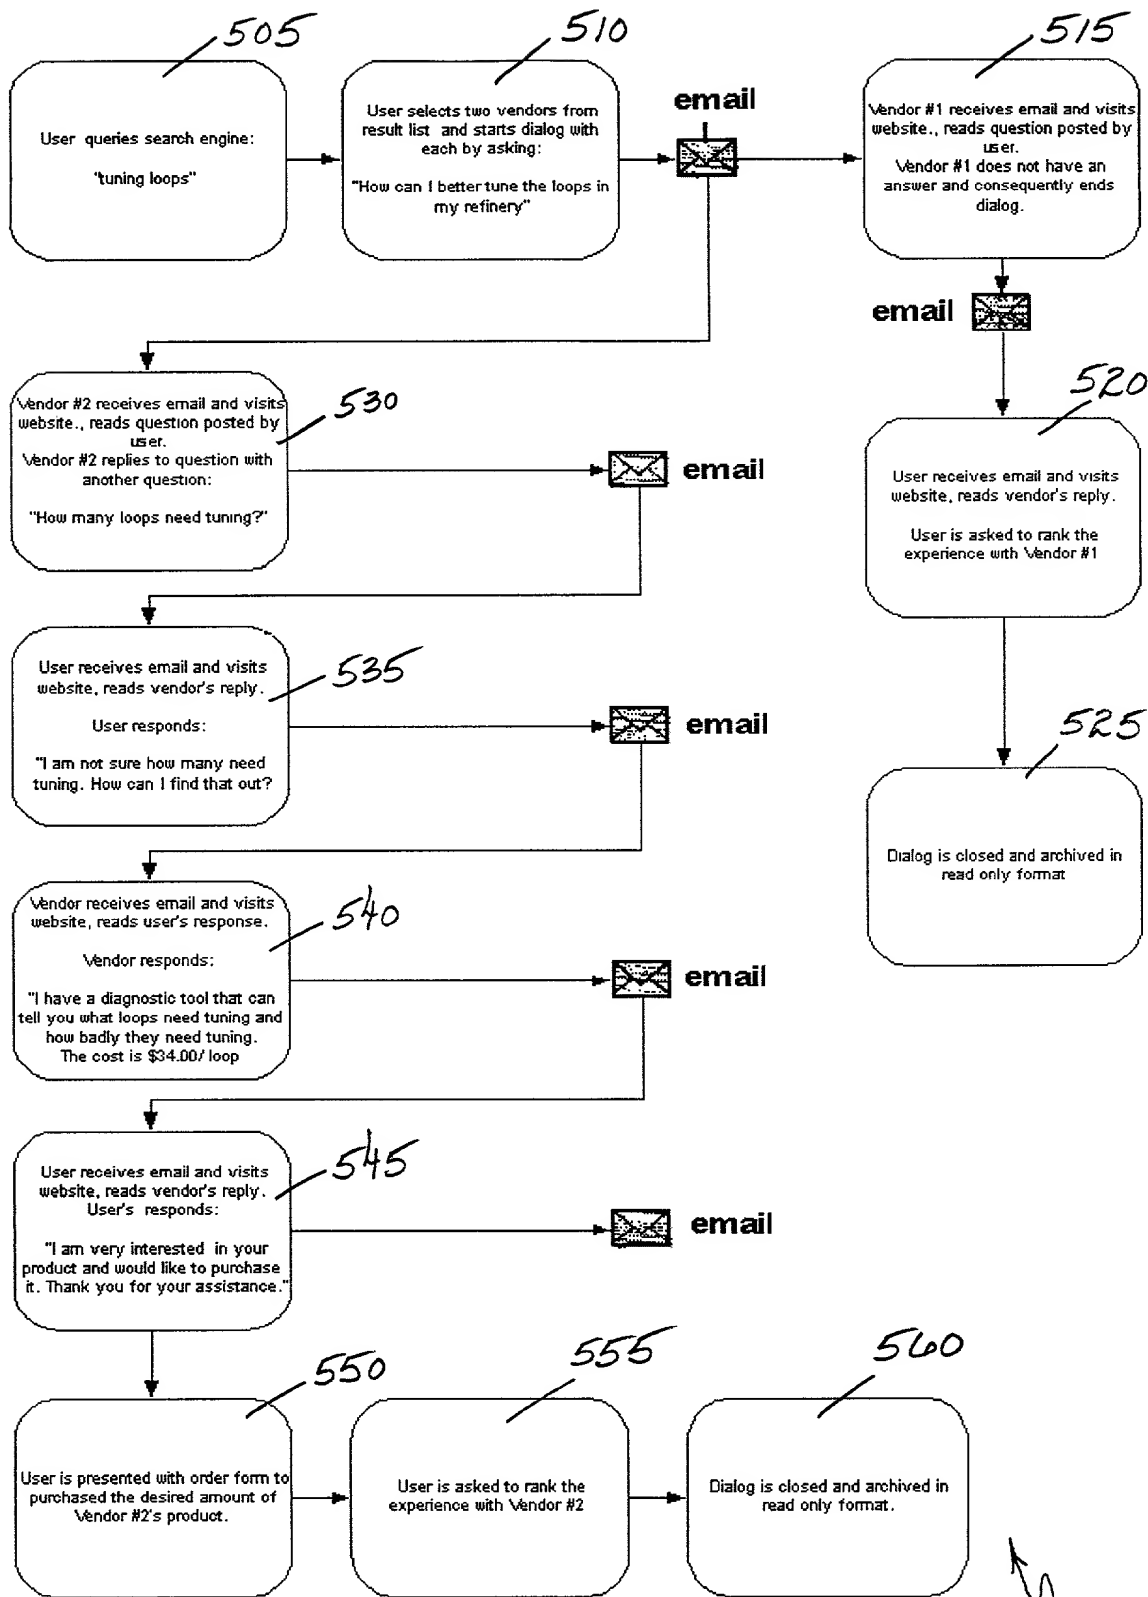 505
User queries search engine:
"tuning loops"
510
User selects two vendors from
result list and starts dialog with
each by asking:
"How can I better tune the loops in
my refinery"
email
515
Vendor #1 receives email and visits
website., reads question posted by
user.
Vendor #1 does not have an
answer and consequently ends
dialog.
email
520
User receives email and visits
website, reads vendor's reply.
User is asked to rank the
experience with Vendor #1
525
Dialog is closed and archived in
read only format
530
Vendor #2 receives email and visits
website., reads question posted by
user.
Vendor #2 replies to question with
another question:
"How many loops need tuning?"
email
535
User receives email and visits
website, reads vendor's reply.
User responds:
"I am not sure how many need
tuning. How can I find that out?
email
540
Vendor receives email and visits
website, reads user's response.
Vendor responds:
"I have a diagnostic tool that can
tell you what loops need tuning and
how badly they need tuning.
The cost is $34.00/ loop
email
545
User receives email and visits
website, reads vendor's reply.
User's responds:
"I am very interested in your
product and would like to purchase
it. Thank you for your assistance."
email
550
User is presented with order form to
purchased the desired amount of
Vendor #2's product.
555
User is asked to rank the
experience with Vendor #2
560
Dialog is closed and archived in
read only format.